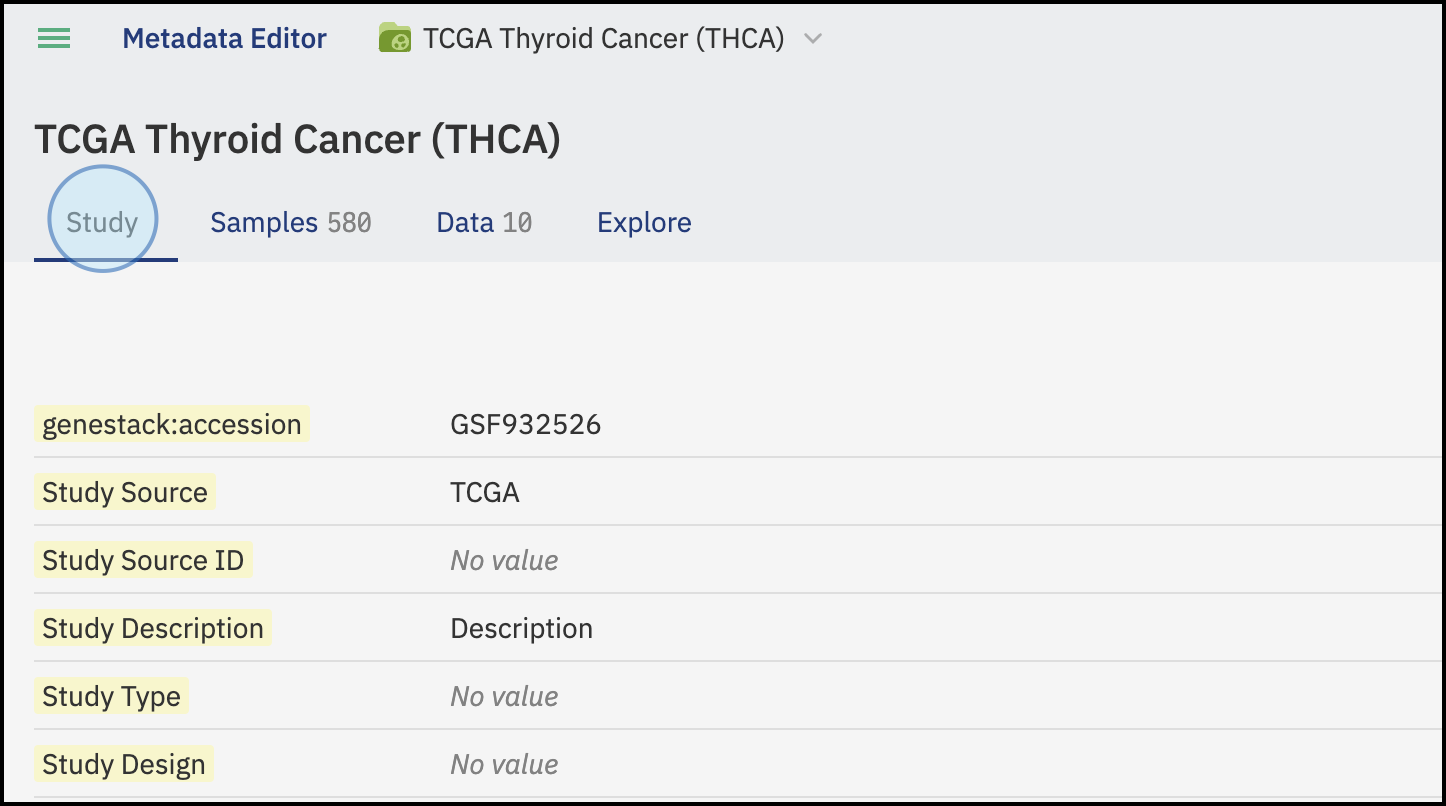 Metadata Editor TCGA Thyroid Cancer (THCA)
TCGA Thyroid Cancer (THCA)
Study Samples 580 Data 10 Explore
genestack:accession GSF932526
Study Source TCGA
Study Source ID No value
Study Description Description
Study Type No value
Study Design No value